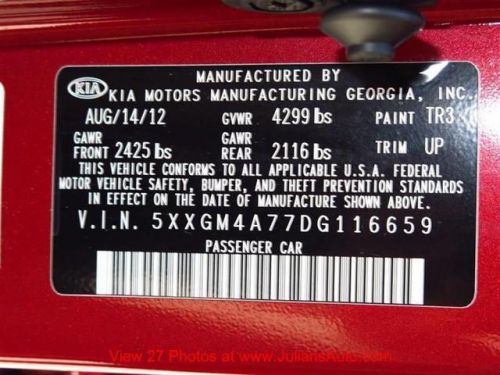 MANUFACTURED BY
KIA
KIA MOTORS MANUFACTURING GEORGIA, INC.
AUG/14/12 GVWR 4299 lbs PAINT TR3
GAWR FRONT 2425 lbs GAWR REAR 2116 lbs TRIM UP
THIS VEHICLE CONFORMS TO ALL APPLICABLE U.S.A. FEDERAL
MOTOR VEHICLE SAFETY, BUMPER, AND THEFT PREVENTION STANDARDS
IN EFFECT ON THE DATE OF MANUFACTURE SHOWN ABOVE.
V.I.N. 5XXGM4A77DG116659
PASSENGER CAR
View 27 Photos at www.JuliansAuto.com